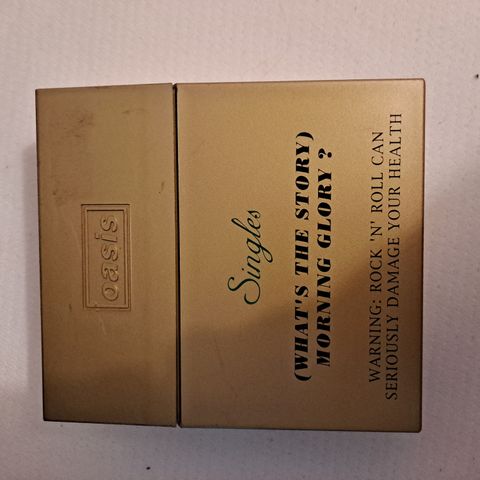 oasis
Singles
(WHAT'S THE STORY)
MORNING GLORY ?
WARNING: ROCK 'N' ROLL CAN
SERIOUSLY DAMAGE YOUR HEALTH